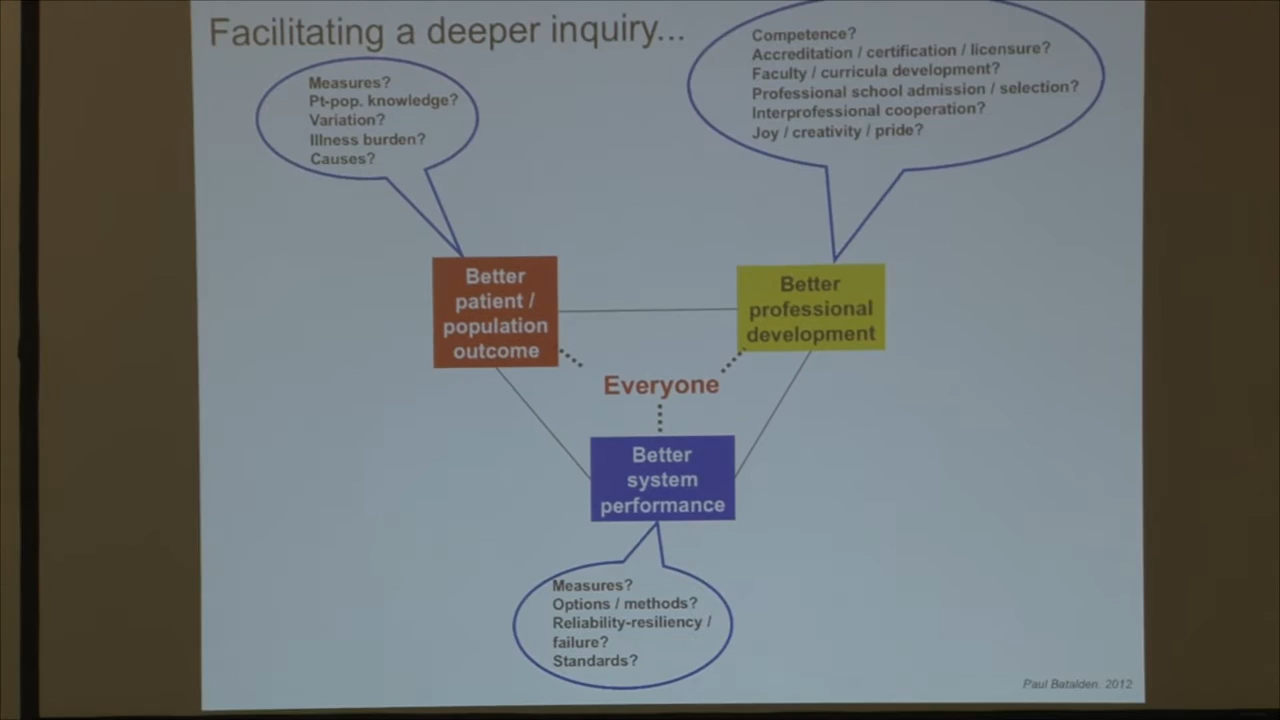 Facilitating a deeper inquiry...
Measures?
Pt-pop. knowledge?
Variation?
Illness burden?
Causes?
Competence?
Accreditation / certification / licensure?
Faculty / curricula development?
Professional school admission / selection?
Interprofessional cooperation?
Joy / creativity / pride?
Better
patient /
population
outcome
Better
professional
development
Everyone
Better
system
performance
Measures?
Options / methods?
Reliability-resiliency /
failure?
Standards?
Paul Batalden. 2012